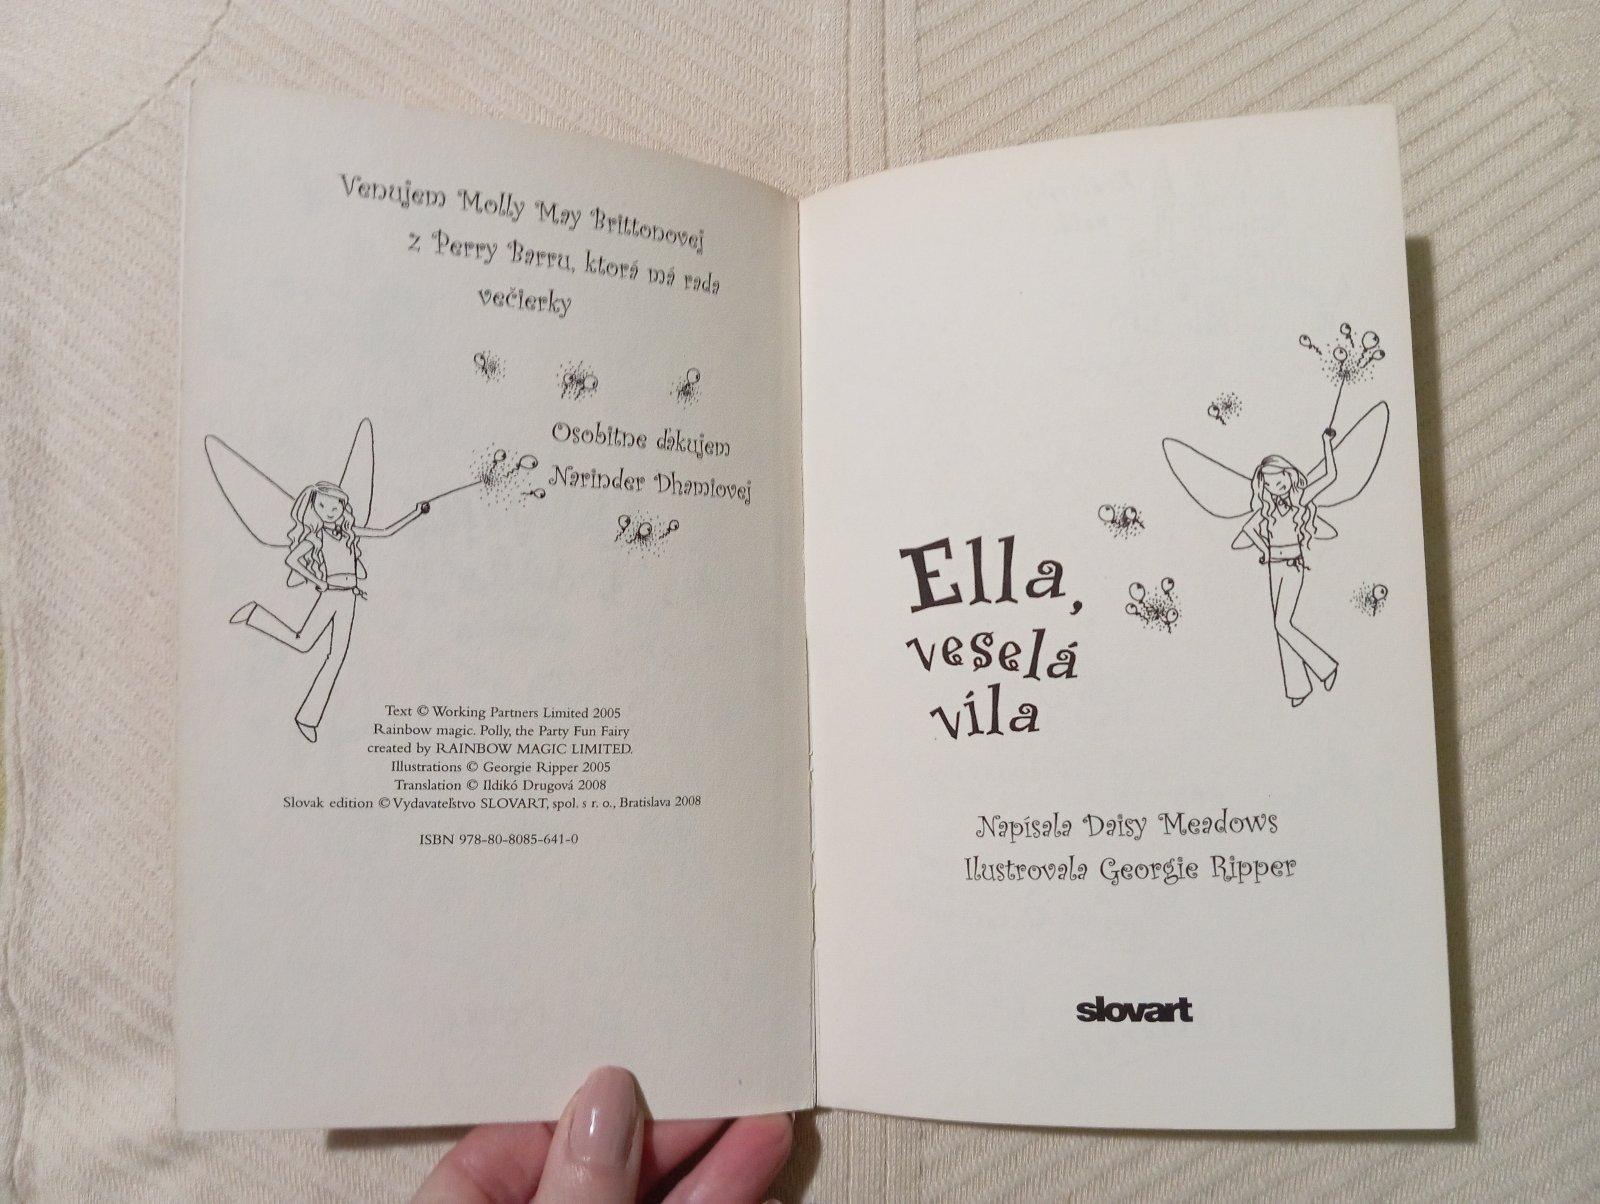 Venujem Molly May Brittonovej
z Perry Barru, ktorá má rada
večierky
Osobitne ďakujem
Narinder Dhamiovej
Text © Working Partners Limited 2005
Rainbow magic. Polly, the Party Fun Fairy
created by RAINBOW MAGIC LIMITED.
Illustrations © Georgie Ripper 2005
Translation © Ildikó Drugová 2008
Slovak edition © Vydavateľstvo SLOVART, spol. s r. o., Bratislava 2008
ISBN 978-80-8085-641-0
Ella,
veselá
víla
Napísala Daisy Meadows
Ilustrovala Georgie Ripper
slovart